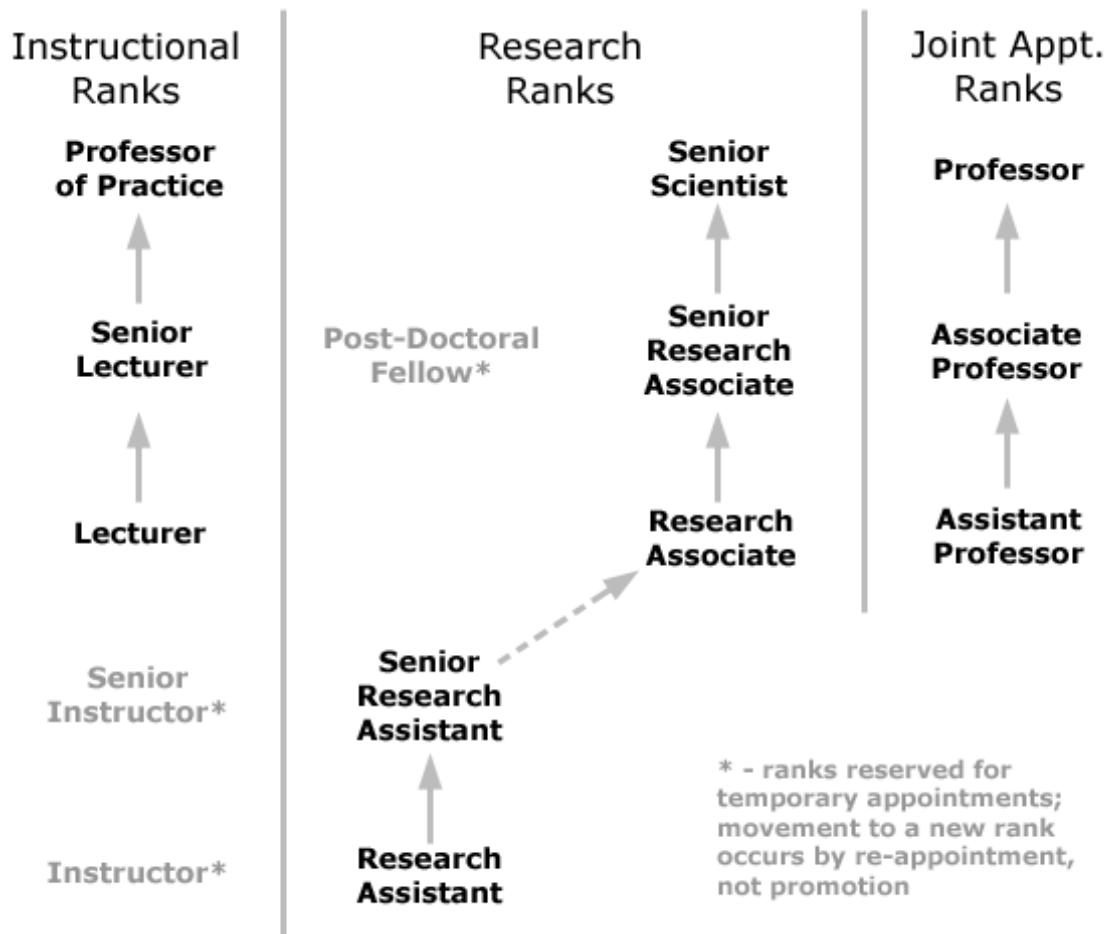 Instructional
Ranks
Professor
of Practice
Senior
Lecturer
Lecturer
Senior
Instructor*
Instructor*
Research
Ranks
Senior
Scientist
Post-Doctoral
Fellow*
Senior
Research
Associate
Research
Associate
Senior
Research
Assistant
Research
Assistant
Joint Appt.
Ranks
Professor
Associate
Professor
Assistant
Professor
* - ranks reserved for
temporary appointments;
movement to a new rank
occurs by re-appointment,
not promotion